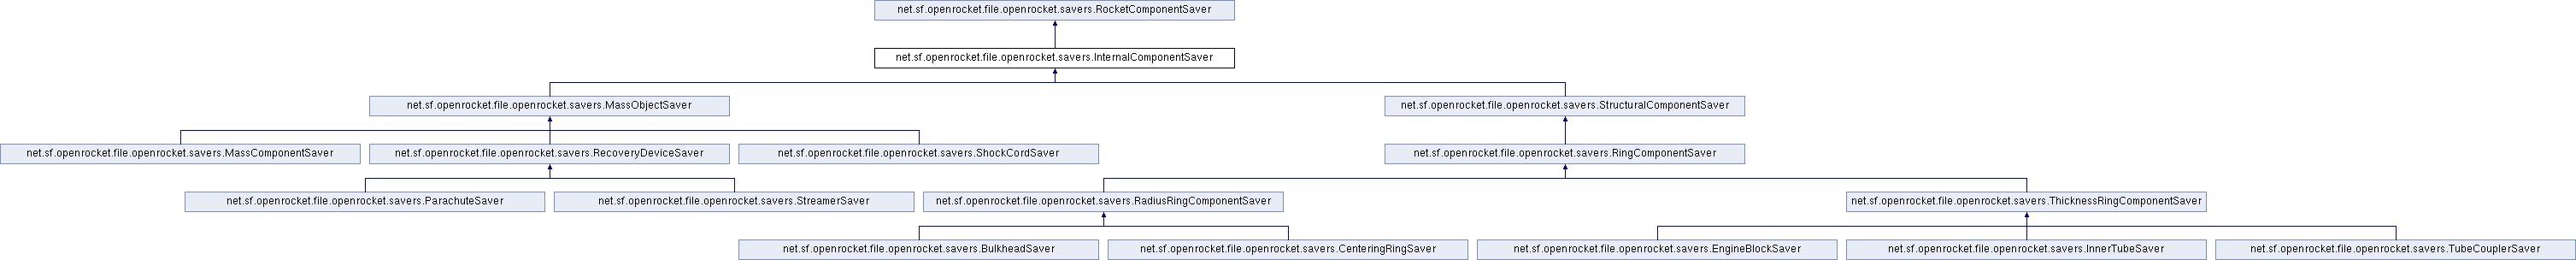 net.sf.openrocket.file.openrocket.savers.RocketComponentSaver
net.sf.openrocket.file.openrocket.savers.InternalComponentSaver
net.sf.openrocket.file.openrocket.savers.MassObjectSaver
net.sf.openrocket.file.openrocket.savers.StructuralComponentSaver
net.sf.openrocket.file.openrocket.savers.MassComponentSaver
net.sf.openrocket.file.openrocket.savers.RecoveryDeviceSaver
net.sf.openrocket.file.openrocket.savers.ShockCordSaver
net.sf.openrocket.file.openrocket.savers.RingComponentSaver
net.sf.openrocket.file.openrocket.savers.ParachuteSaver
net.sf.openrocket.file.openrocket.savers.StreamerSaver
net.sf.openrocket.file.openrocket.savers.RadiusRingComponentSaver
net.sf.openrocket.file.openrocket.savers.ThicknessRingComponentSaver
net.sf.openrocket.file.openrocket.savers.BulkheadSaver
net.sf.openrocket.file.openrocket.savers.CenteringRingSaver
net.sf.openrocket.file.openrocket.savers.EngineBlockSaver
net.sf.openrocket.file.openrocket.savers.InnerTubeSaver
net.sf.openrocket.file.openrocket.savers.TubeCouplerSaver